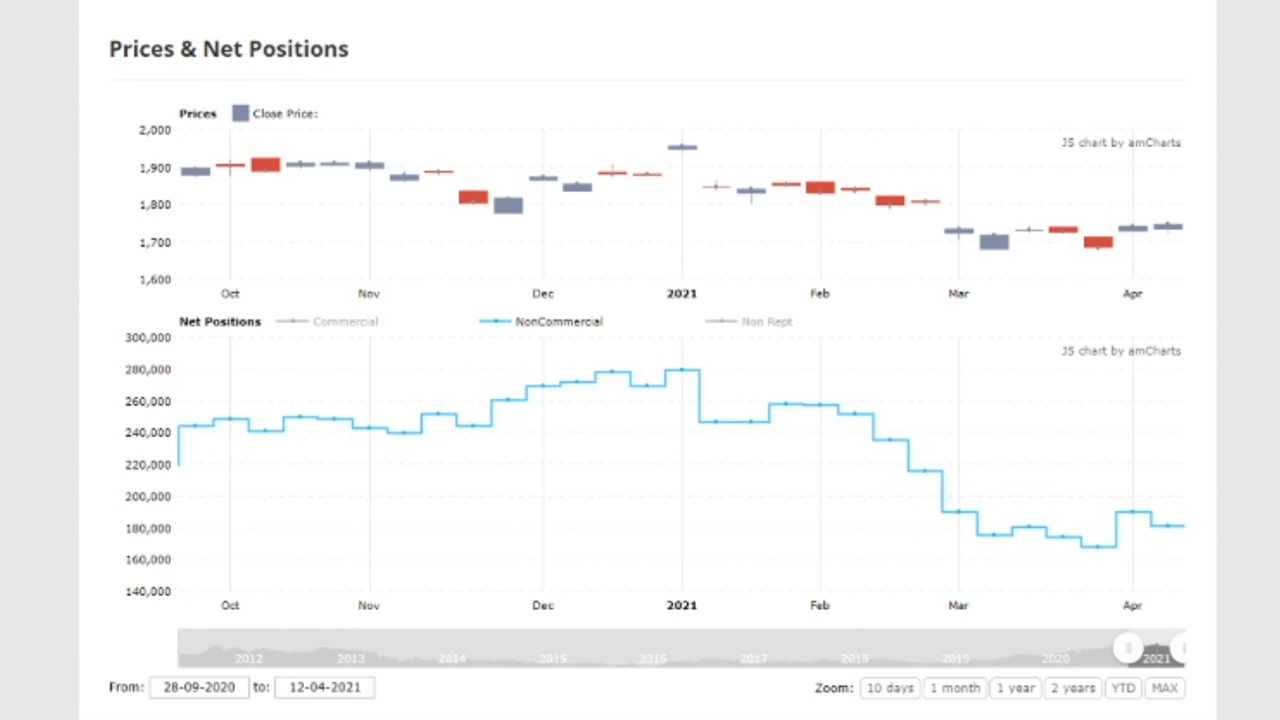 Prices & Net Positions
Prices Close Price:
2,000
JS chart by amCharts
1,900
1,800
1,700
1,600
Oct Nov Dec 2021 Feb Mar Apr
Net Positions Commercial NonCommercial Non Rept
300,000
JS chart by amCharts
280,000
260,000
240,000
220,000
200,000
180,000
160,000
140,000
Oct Nov Dec 2021 Feb Mar Apr
2012 2013 2014 2015 2016 2017 2018 2019 2020 2021
From: 28-09-2020 to: 12-04-2021 Zoom: 10 days 1 month 1 year 2 years YTD MAX